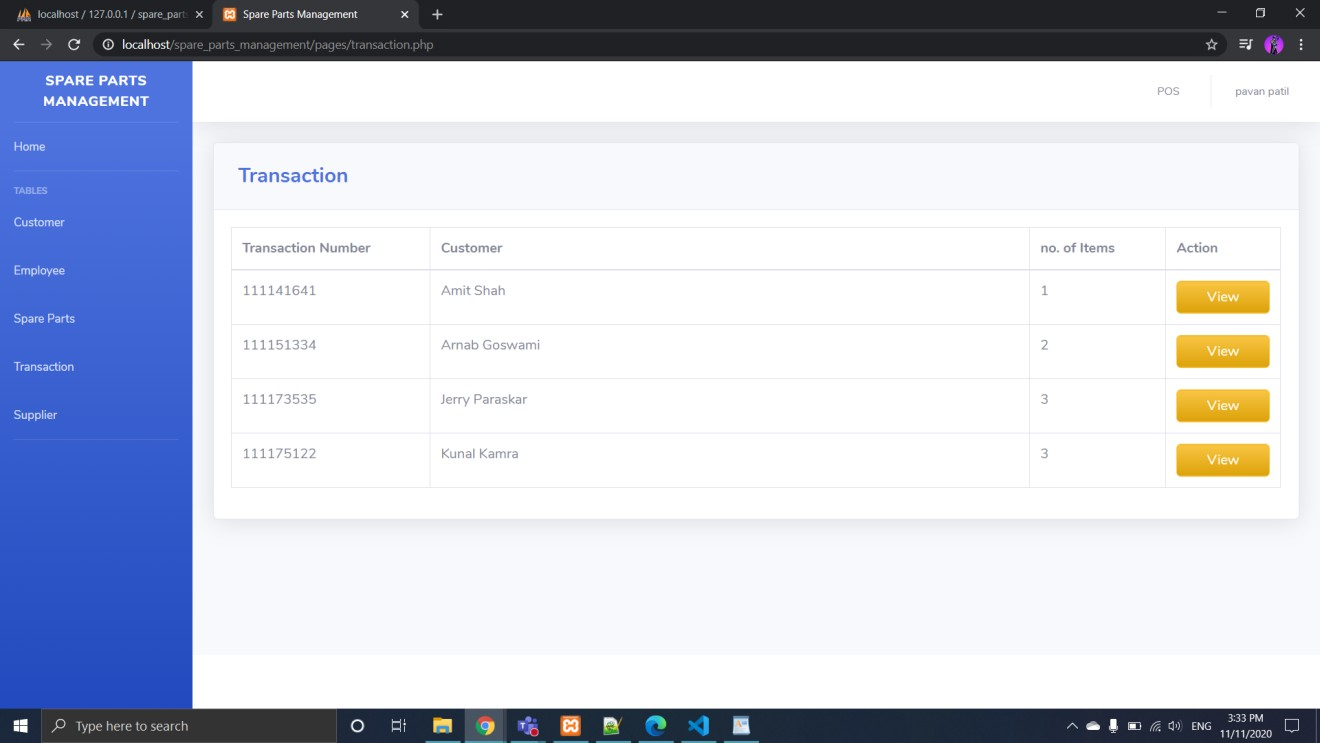 localhost / 127.0.0.1 / spare_parts
Spare Parts Management
localhost/spare_parts_management/pages/transaction.php
SPARE PARTS
MANAGEMENT
POS
pavan patil
Home
TABLES
Customer
Employee
Spare Parts
Transaction
Supplier
Transaction
Transaction Number Customer no. of Items Action
111141641 Amit Shah 1 View
111151334 Arnab Goswami 2 View
111173535 Jerry Paraskar 3 View
111175122 Kunal Kamra 3 View
Type here to search
ENG
3:33 PM
11/11/2020